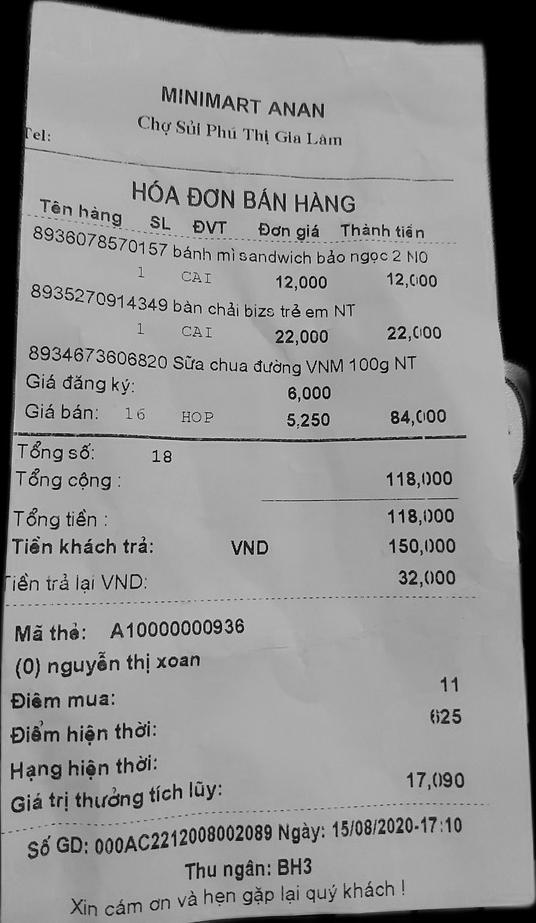 MINIMART ANAN
Chợ Sủi Phú Thị Gia Lâm
Tel:
HÓA ĐƠN BÁN HÀNG
Tên hàng SL ĐVT Đơn giá Thành tiền
8936078570157 bánh mì sandwich bảo ngọc 2 NO
1 CAI 12,000 12,000
8935270914349 bàn chải bizs trẻ em NT
1 CAI 22,000 22,000
8934673606820 Sữa chua đường VNM 100g NT
Giá đăng ký: 6,000
Giá bán: 16 HOP 5,250 84,000
Tổng số: 18
Tổng cộng : 118,000
Tổng tiền : 118,000
Tiền khách trả: VND 150,000
Tiền trả lại VND: 32,000
Mã thẻ: A10000000936
(0) nguyễn thị xoan
Điểm mua: 11
Điểm hiện thời: 625
Hạng hiện thời:
Giá trị thưởng tích lũy: 17,090
Số GD: 000AC2212008002089 Ngày: 15/08/2020-17:10
Thu ngân: BH3
Xin cám ơn và hẹn gặp lại quý khách !